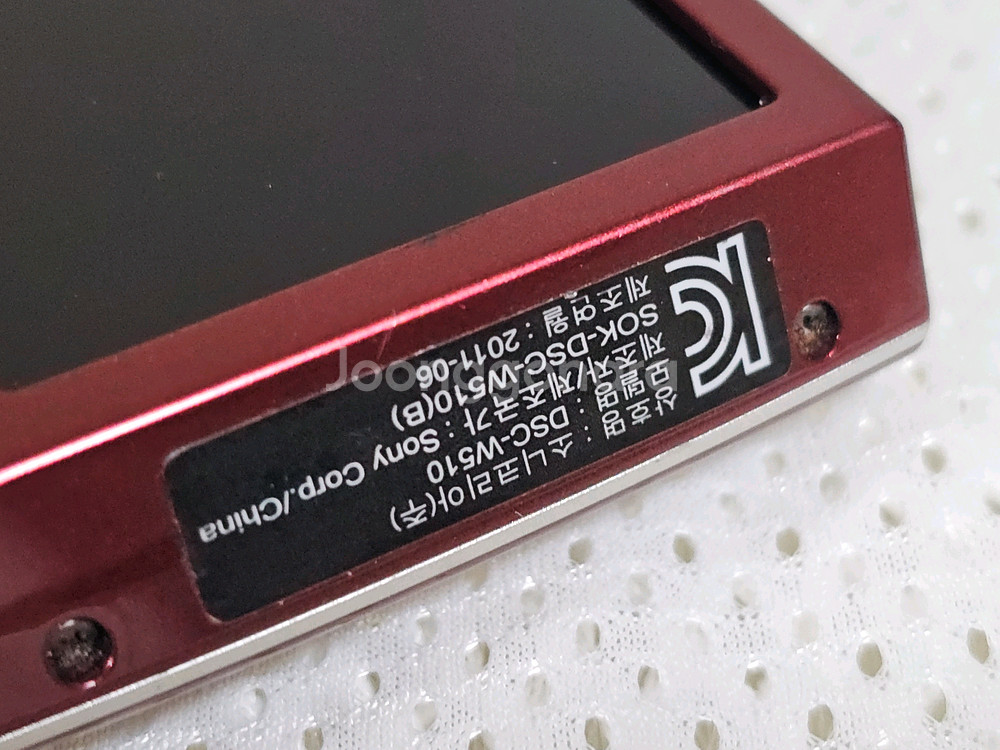 KC
상호명 : 소니코리아(주)
모델명 : DSC-W510
제조자/제조국가 : Sony Corp./China
SOK-DSC-W510(B)
제조연월 : 2011-06